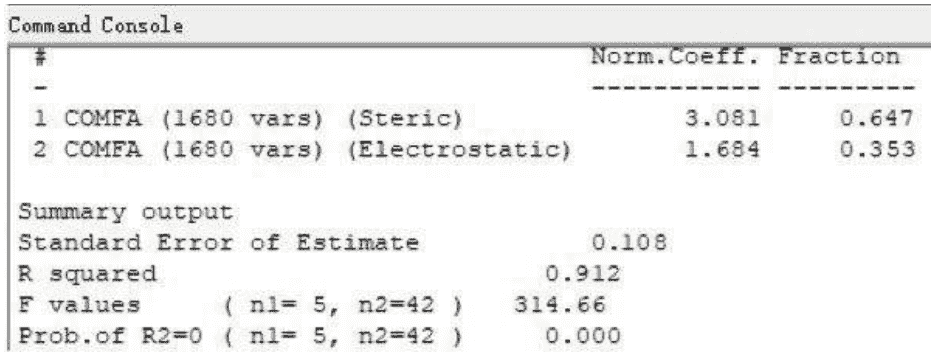 Command Console
# Norm.Coeff. Fraction
- ----------- ---------
1 COMFA (1680 vars) (Steric) 3.081 0.647
2 COMFA (1680 vars) (Electrostatic) 1.684 0.353
Summary output
Standard Error of Estimate 0.108
R squared 0.912
F values ( n1= 5, n2=42 ) 314.66
Prob.of R2=0 ( n1= 5, n2=42 ) 0.000